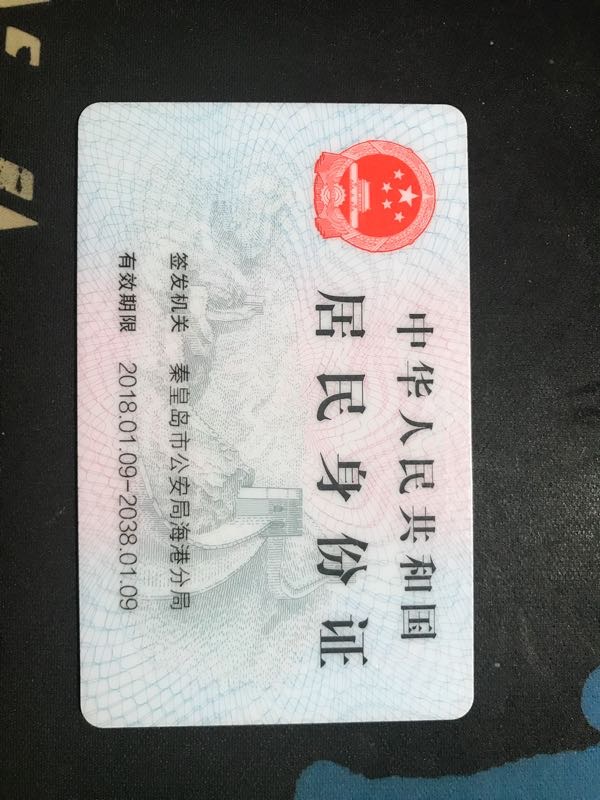 中华人民共和国
居民身份证
签发机关 秦皇岛市公安局海港分局
有效期限 2018.01.09-2038.01.09